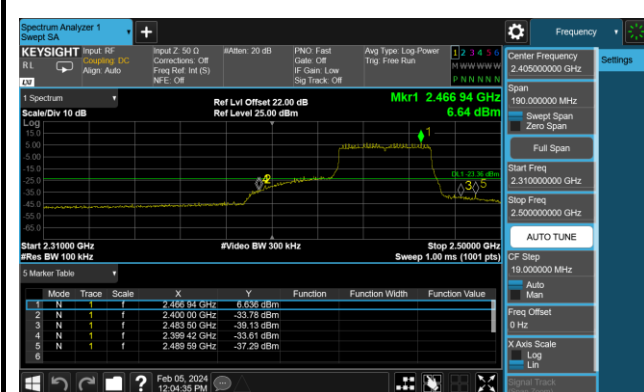 Spectrum Analyzer 1
Swept SA
Frequency
Settings
KEYSIGHT
RL
LXI
Input: RF
Coupling: DC
Align: Auto
Input Z: 50 Ω
Corrections: Off
Freq Ref: Int (S)
NFE: Off
#Atten: 20 dB
PNO: Fast
Gate: Off
IF Gain: Low
Sig Track: Off
Avg Type: Log-Power
Trig: Free Run
1 2 3 4 5 6
M W W W W W
P N N N N N
1 Spectrum
Scale/Div 10 dB
Ref Lvl Offset 22.00 dB
Ref Level 25.00 dBm
Mkr1 2.466 94 GHz
6.64 dBm
Log
15.0
5.00
-5.00
-15.0
-25.0
-35.0
-45.0
-55.0
-65.0
1
DL1 -23.36 dBm
2
3 5
Start 2.31000 GHz
#Res BW 100 kHz
#Video BW 300 kHz
Stop 2.50000 GHz
Sweep 1.00 ms (1001 pts)
5 Marker Table
Mode Trace Scale X Y Function Function Width Function Value
1 N 1 f 2.466 94 GHz 6.636 dBm
2 N 1 f 2.400 00 GHz -33.78 dBm
3 N 1 f 2.483 50 GHz -39.13 dBm
4 N 1 f 2.399 42 GHz -33.61 dBm
5 N 1 f 2.489 59 GHz -37.29 dBm
6
Feb 05, 2024
12:04:35 PM
Center Frequency
2.405000000 GHz
Span
190.000000 MHz
Swept Span
Zero Span
Full Span
Start Freq
2.310000000 GHz
Stop Freq
2.500000000 GHz
AUTO TUNE
CF Step
19.000000 MHz
Auto
Man
Freq Offset
0 Hz
X Axis Scale
Log
Lin
Signal Track